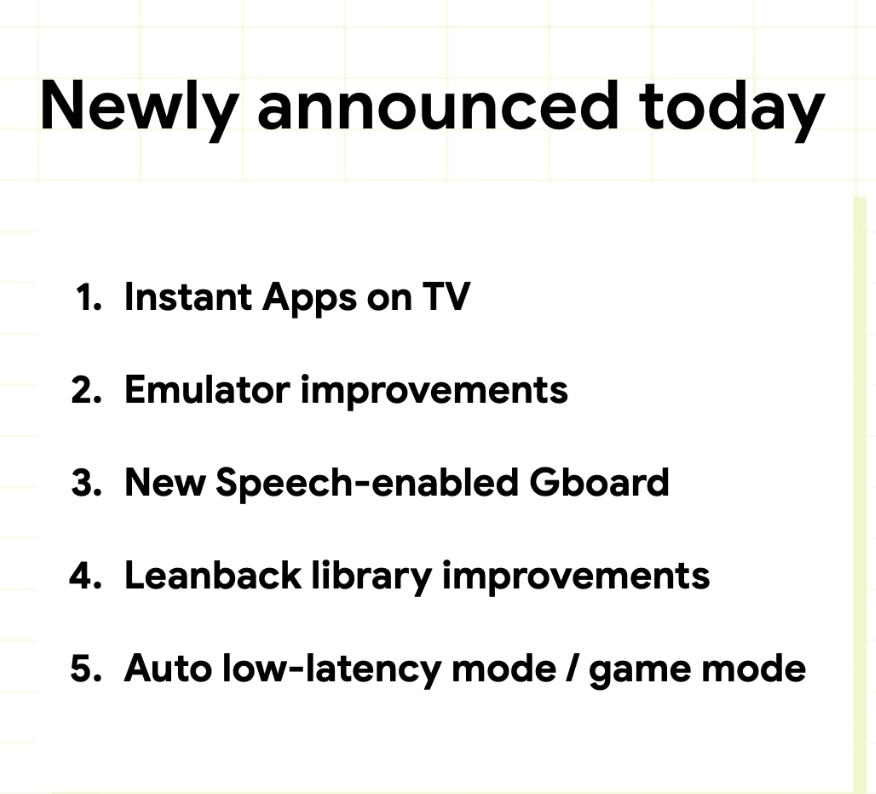 Newly announced today
1. Instant Apps on TV
2. Emulator improvements
3. New Speech-enabled Gboard
4. Leanback library improvements
5. Auto low-latency mode / game mode